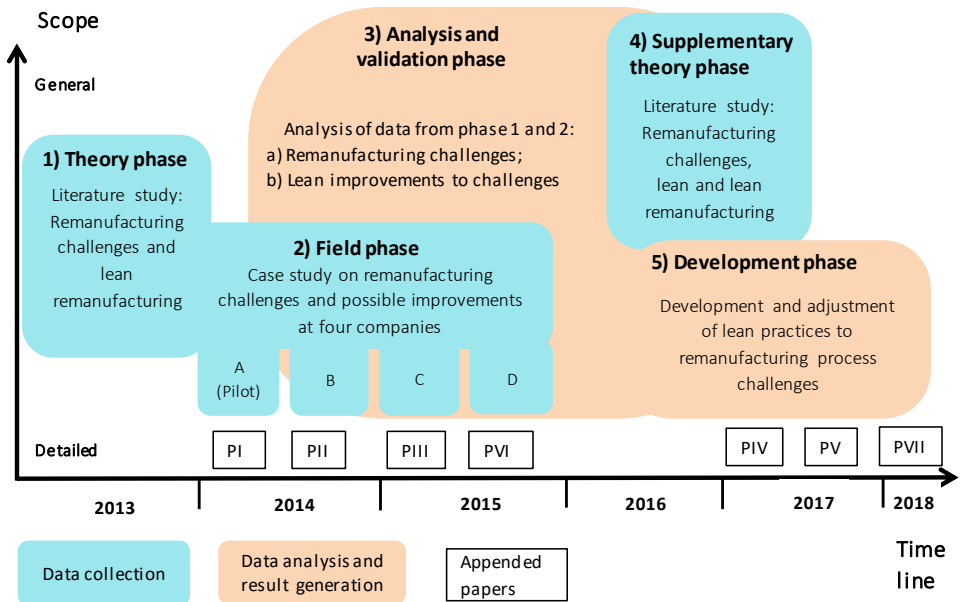 Scope
General
1) Theory phase
Literature study:
Remanufacturing
challenges and
lean
remanufacturing
3) Analysis and
validation phase
Analysis of data from phase 1 and 2:
a) Remanufacturing challenges;
b) Lean improvements to challenges
2) Field phase
Case study on remanufacturing
challenges and possible improvements
at four companies
A
(Pilot)
B
C
D
4) Supplementary
theory phase
Literature study:
Remanufacturing
challenges,
lean and lean
remanufacturing
5) Development phase
Development and adjustment
of lean practices to
remanufacturing process
challenges
Detailed
PI
PII
PIII
PVI
PIV
PV
PVII
2013
2014
2015
2016
2017
2018
Data collection
Data analysis and
result generation
Appended
papers
Time
line